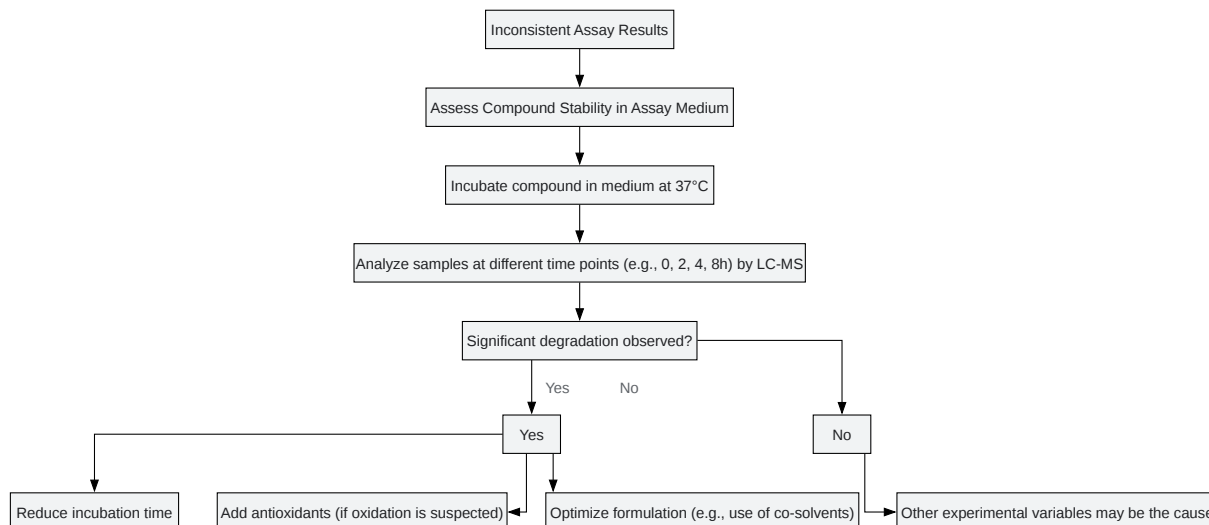 Inconsistent Assay Results
Assess Compound Stability in Assay Medium
Incubate compound in medium at 37°C
Analyze samples at different time points (e.g., 0, 2, 4, 8h) by LC-MS
Significant degradation observed?
Yes
No
Yes
No
Reduce incubation time
Add antioxidants (if oxidation is suspected)
Optimize formulation (e.g., use of co-solvents)
Other experimental variables may be the cause